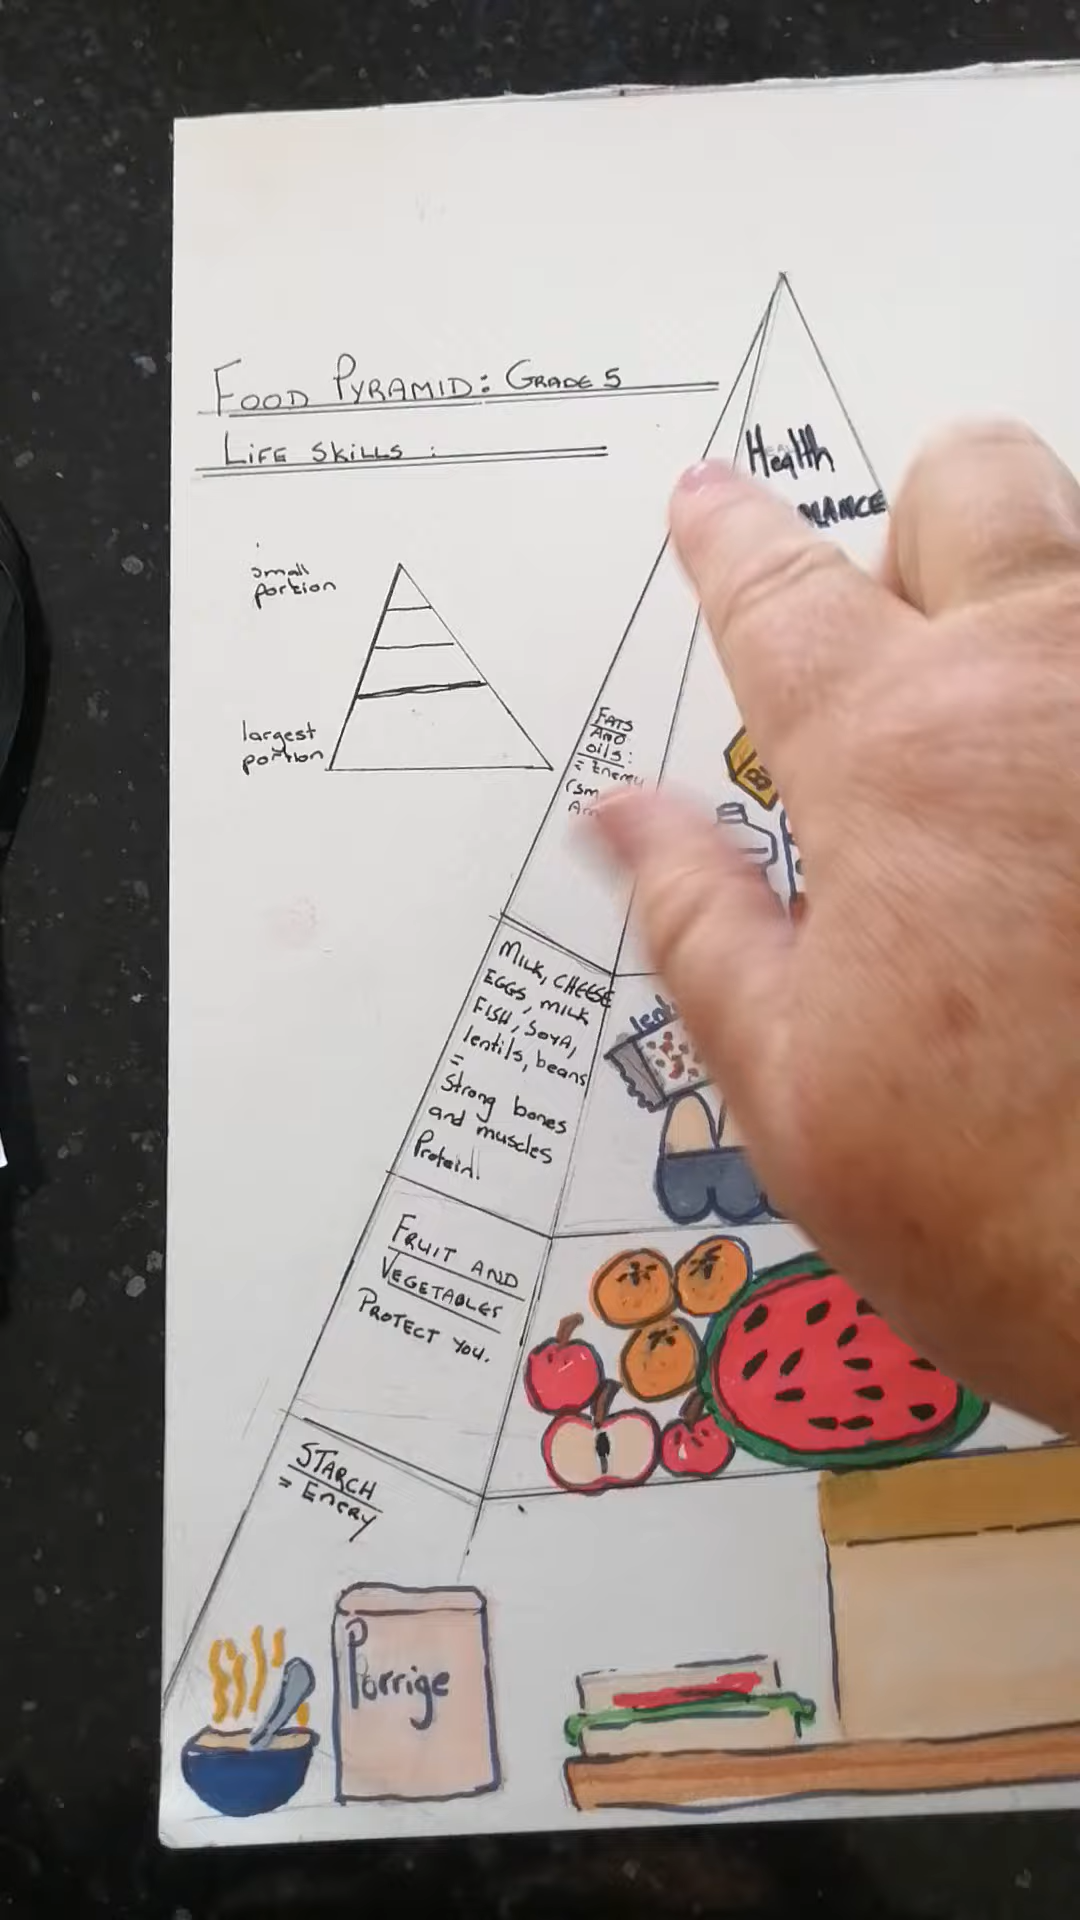 FOOD PYRAMID: GRADE 5
LIFE SKILLS :
small
portion
largest
portion
Health
FATS
AND
oils:
= Energy
MILK, CHEESE
EGGS, MILK
FISH, SOYA,
lentils, beans
=
Strong bones
and muscles
Protein.
FRUIT AND
VEGETABLES
PROTECT YOU.
STARCH
= Enercy
Porrige